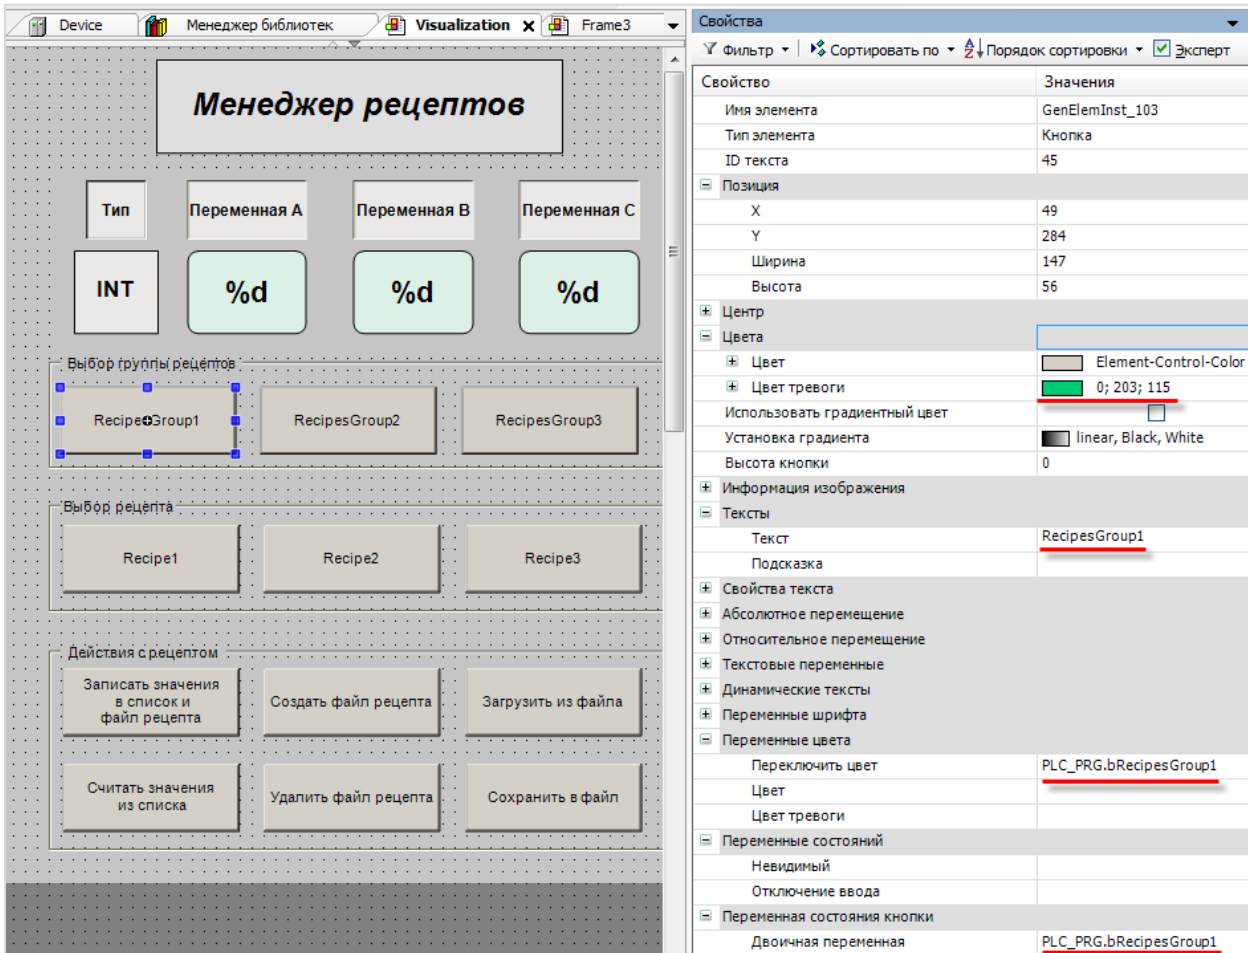 Device
Менеджер библиотек
Visualization
Frame3
Менеджер рецептов
Тип
Переменная A
Переменная B
Переменная C
INT
%d
%d
%d
Выбор группы рецептов
RecipesGroup1
RecipesGroup2
RecipesGroup3
Выбор рецепта
Recipe1
Recipe2
Recipe3
Действия с рецептом
Записать значения
в список и
файл рецепта
Создать файл рецепта
Загрузить из файла
Считать значения
из списка
Удалить файл рецепта
Сохранить в файл
Свойства
Фильтр Сортировать по Порядок сортировки Эксперт
Свойство Значения
Имя элемента GenElemInst_103
Тип элемента Кнопка
ID текста 45
Позиция
X 49
Y 284
Ширина 147
Высота 56
Центр
Цвета
Цвет Element-Control-Color
Цвет тревоги 0; 203; 115
Использовать градиентный цвет
Установка градиента linear, Black, White
Высота кнопки 0
Информация изображения
Тексты
Текст RecipesGroup1
Подсказка
Свойства текста
Абсолютное перемещение
Относительное перемещение
Текстовые переменные
Динамические тексты
Переменные шрифта
Переменные цвета
Переключить цвет PLC_PRG.bRecipesGroup1
Цвет
Цвет тревоги
Переменные состояний
Невидимый
Отключение ввода
Переменная состояния кнопки
Двоичная переменная PLC_PRG.bRecipesGroup1